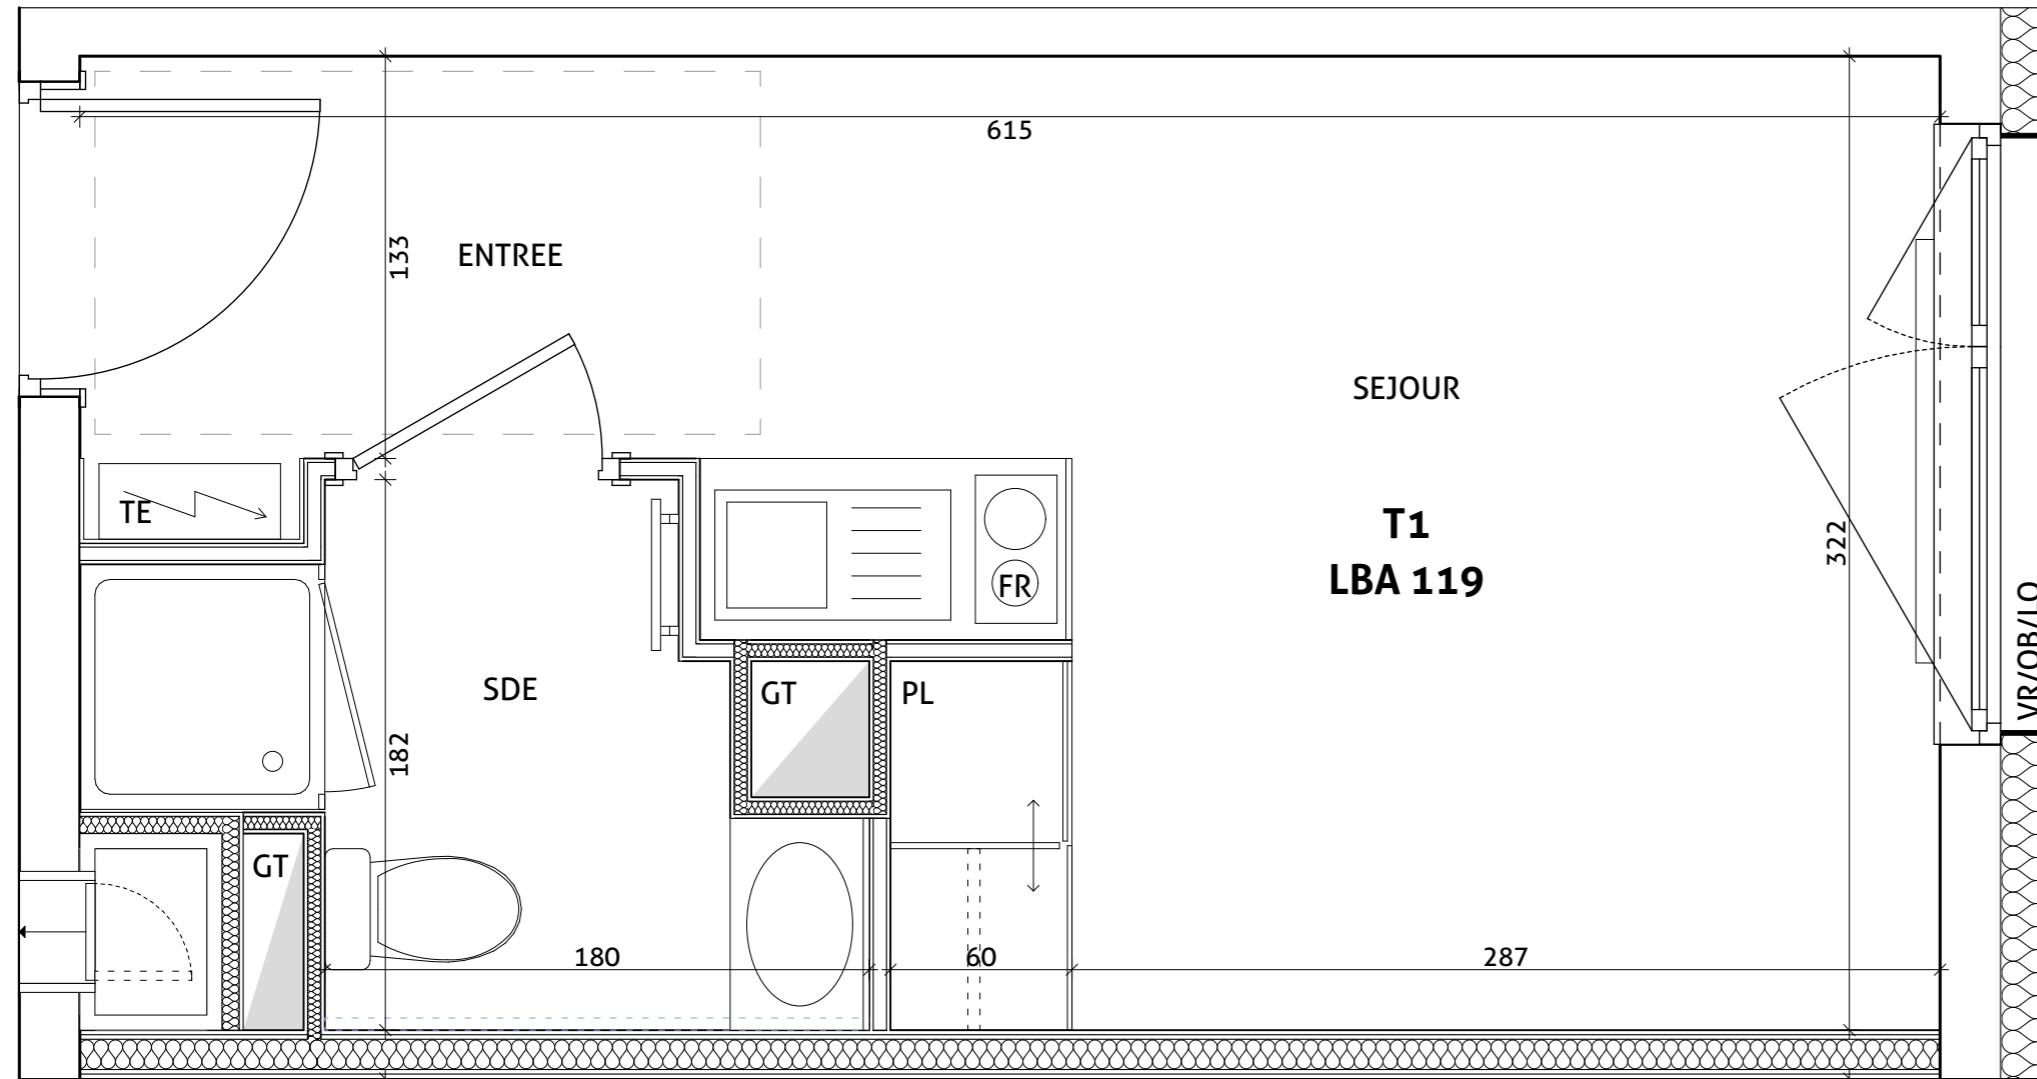 615
133
ENTREE
SEJOUR
TE
FR
T1
LBA 119
322
VR/OB/LO
SDE
GT
PL
182
GT
180
60
287